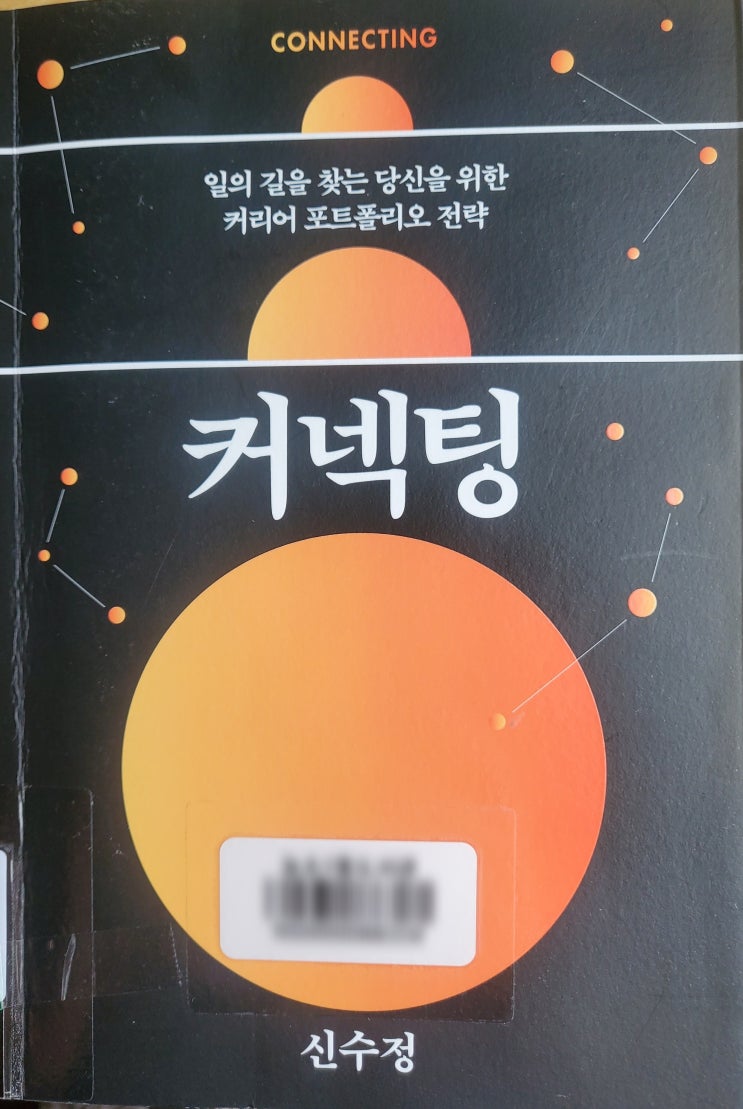 CONNECTING
일의 길을 찾는 당신을 위한
커리어 포트폴리오 전략
커넥팅
신수정